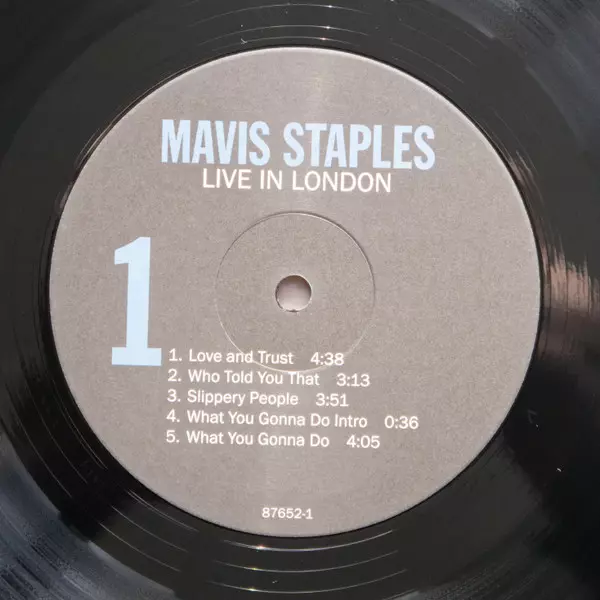 MAVIS STAPLES
LIVE IN LONDON
1
1. Love and Trust 4:38
2. Who Told You That 3:13
3. Slippery People 3:51
4. What You Gonna Do Intro 0:36
5. What You Gonna Do 4:05
87652-1